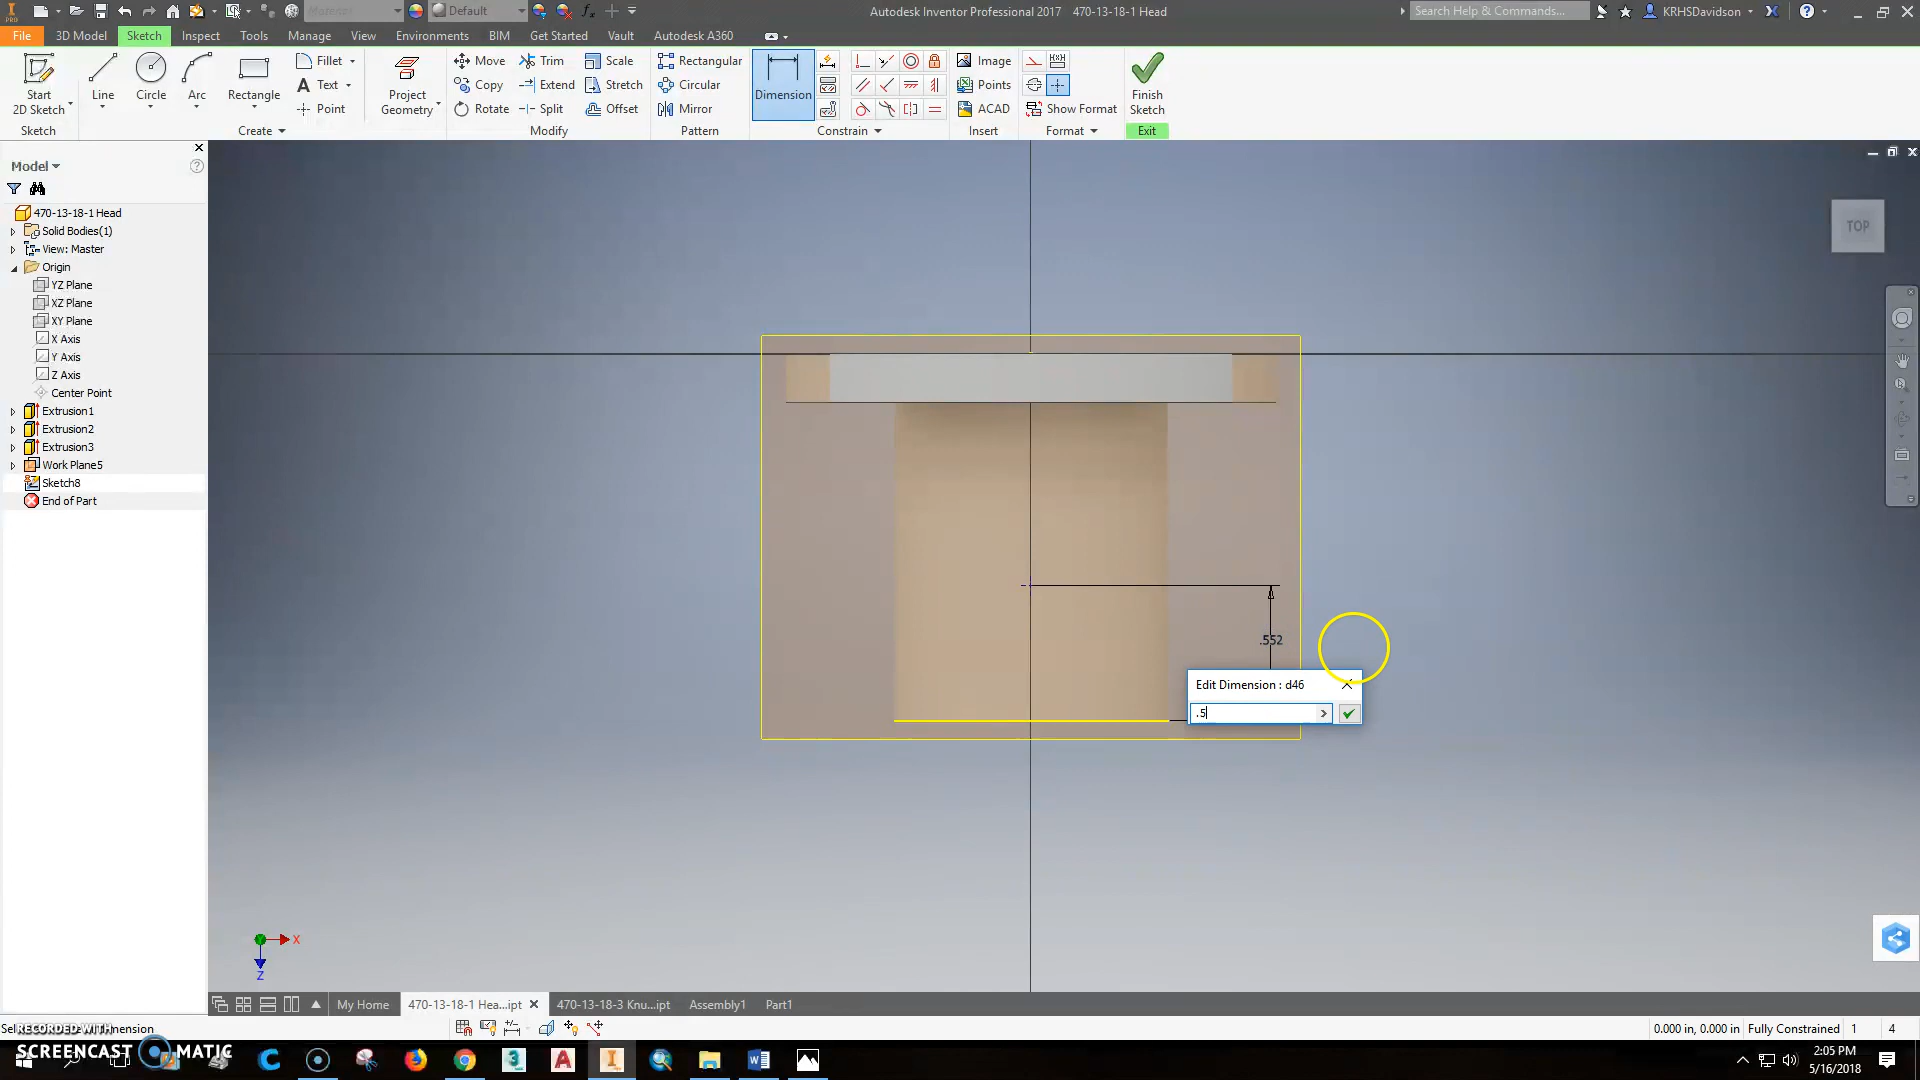 Material
Default
Autodesk Inventor Professional 2017 470-13-18-1 Head
Search Help & Commands...
KRHSDavidson
PRO
File 3D Model Sketch Inspect Tools Manage View Environments BIM Get Started Vault Autodesk A360
Start
2D Sketch
Line
Circle
Arc
Rectangle
Fillet
Text
Point
Project
Geometry
Move
Copy
Rotate
Trim
Extend
Split
Scale
Stretch
Offset
Rectangular
Circular
Mirror
Dimension
Image
Points
ACAD
Show Format
Finish
Sketch
Sketch
Create
Modify
Pattern
Constrain
Insert
Format
Exit
Model
470-13-18-1 Head
Solid Bodies(1)
View: Master
Origin
YZ Plane
XZ Plane
XY Plane
X Axis
Y Axis
Z Axis
Center Point
Extrusion1
Extrusion2
Extrusion3
Work Plane5
Sketch8
End of Part
TOP
.552
Edit Dimension : d46
.5
X
Z
My Home
470-13-18-1 Hea...ipt
470-13-18-3 Knu...ipt
Assembly1
Part1
RECORDED WITH
SCREENCAST MATIC
0.000 in, 0.000 in Fully Constrained 1 4
2:05 PM
5/16/2018